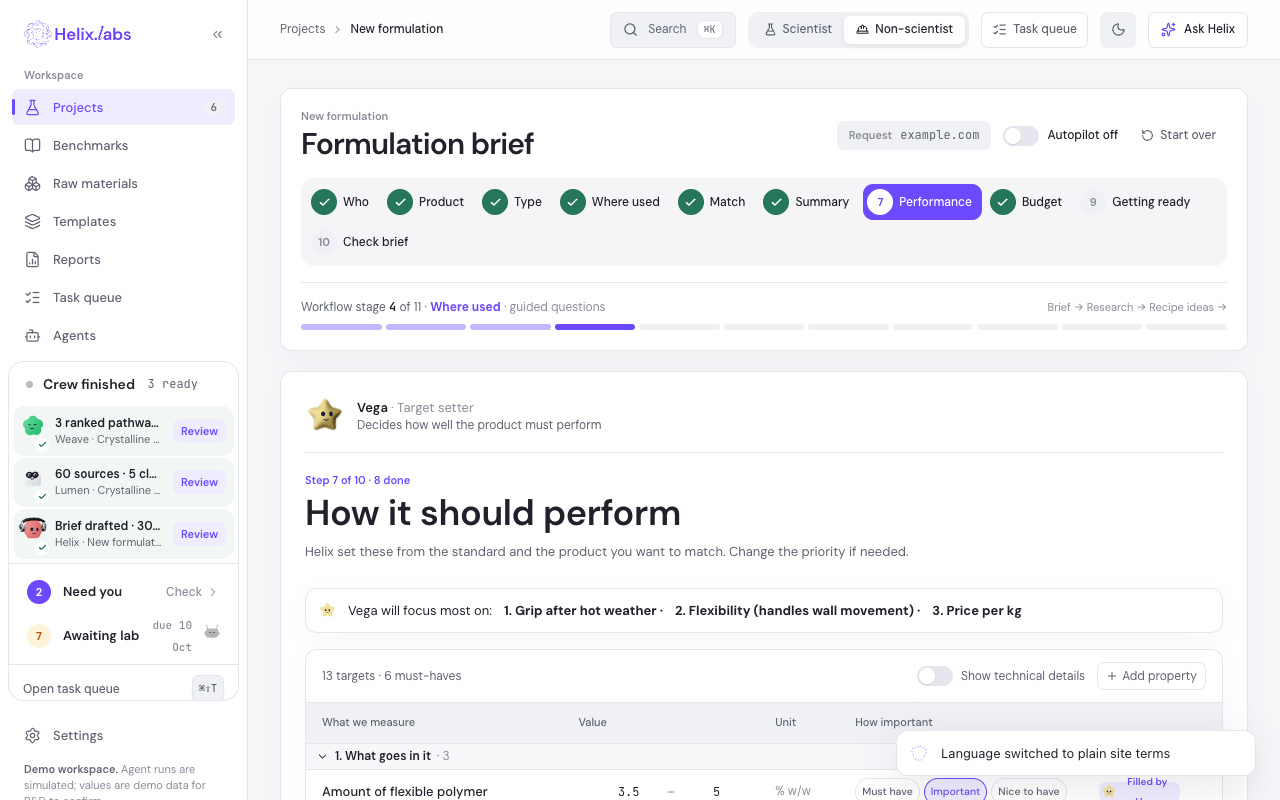 Helix.labs
Workspace
Projects 6
Benchmarks
Raw materials
Templates
Reports
Task queue
Agents
Crew finished 3 ready
3 ranked pathwa...
Weave · Crystalline ...
Review
60 sources · 5 cl...
Lumen · Crystalline ...
Review
Brief drafted · 30...
Helix · New formulat...
Review
2 Need you Check
7 Awaiting lab due 10 Oct
Open task queue ⌘⇧T
Settings
Demo workspace. Agent runs are
simulated; values are demo data for
Projects > New formulation
Search ⌘K
Scientist
Non-scientist
Task queue
Ask Helix
New formulation
Formulation brief
Request example.com
Autopilot off
Start over
Who
Product
Type
Where used
Match
Summary
7 Performance
Budget
9 Getting ready
10 Check brief
Workflow stage 4 of 11 · Where used · guided questions
Brief → Research → Recipe ideas →
Vega · Target setter
Decides how well the product must perform
Step 7 of 10 · 8 done
How it should perform
Helix set these from the standard and the product you want to match. Change the priority if needed.
Vega will focus most on: 1. Grip after hot weather · 2. Flexibility (handles wall movement) · 3. Price per kg
13 targets · 6 must-haves
Show technical details
+ Add property
What we measure Value Unit How important
1. What goes in it · 3
Amount of flexible polymer 3.5 – 5 % w/w Must have Important Nice to have
Filled by
Language switched to plain site terms